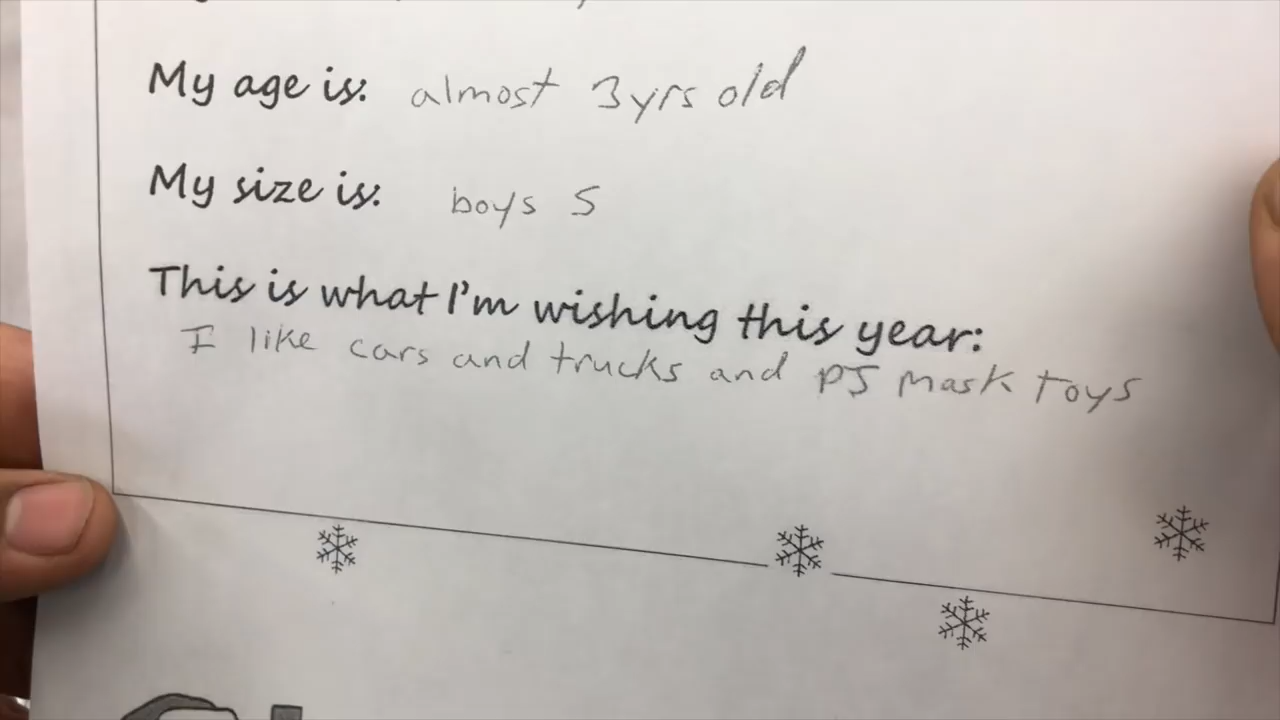 My age is: almost 3yrs old
My size is: boys S
This is what I'm wishing this year:
I like cars and trucks and PJ Mask toys